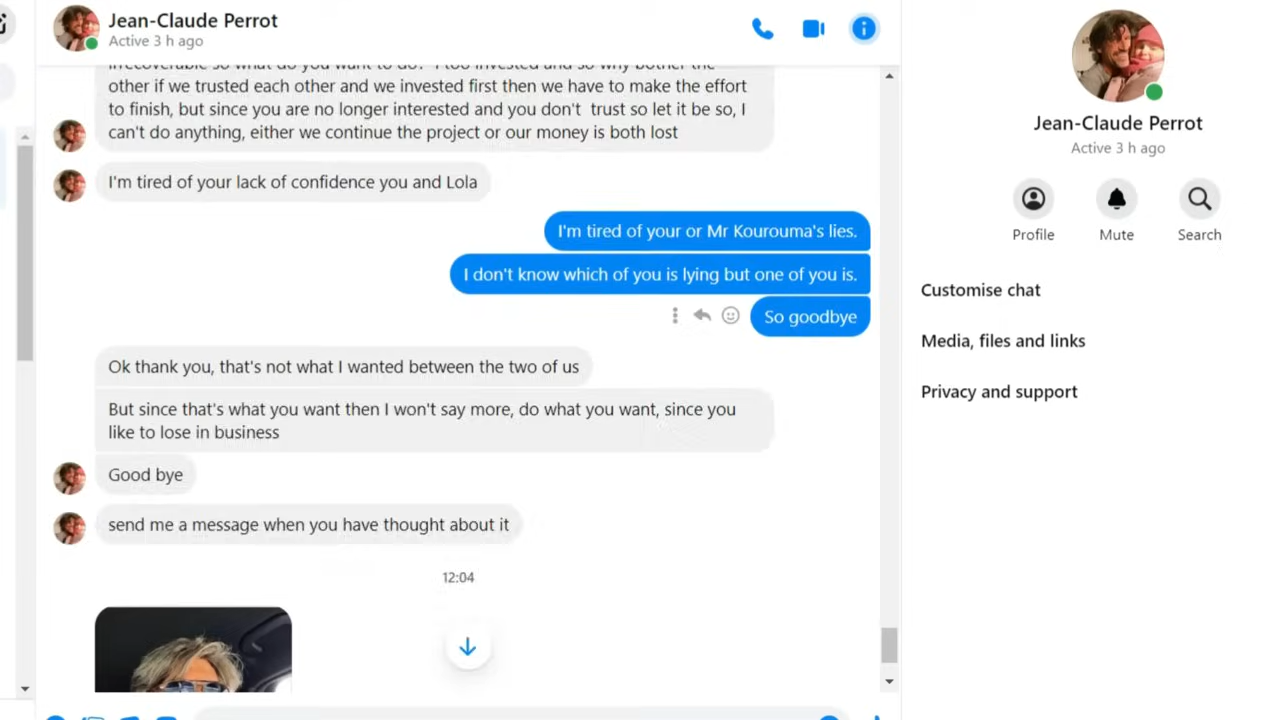 Jean-Claude Perrot
Active 3 h ago
irrecoverable so what do you want to do? I too invested and so why bother the
other if we trusted each other and we invested first then we have to make the effort
to finish, but since you are no longer interested and you don't trust so let it be so, I
can't do anything, either we continue the project or our money is both lost
I'm tired of your lack of confidence you and Lola
I'm tired of your or Mr Kourouma's lies.
I don't know which of you is lying but one of you is.
So goodbye
Ok thank you, that's not what I wanted between the two of us
But since that's what you want then I won't say more, do what you want, since you
like to lose in business
Good bye
send me a message when you have thought about it
12:04
Jean-Claude Perrot
Active 3 h ago
Profile
Mute
Search
Customise chat
Media, files and links
Privacy and support